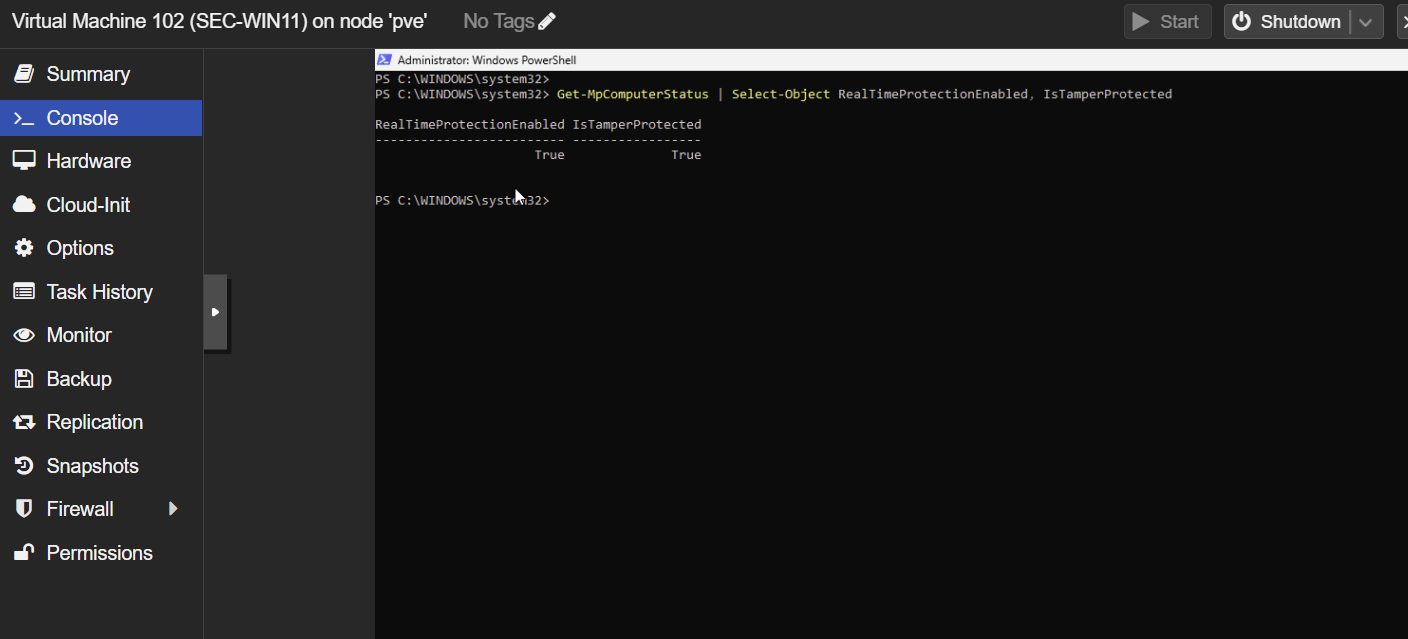 Virtual Machine 102 (SEC-WIN11) on node 'pve' No Tags Start Shutdown
Summary
Console
Hardware
Cloud-Init
Options
Task History
Monitor
Backup
Replication
Snapshots
Firewall
Permissions
Administrator: Windows PowerShell
PS C:\WINDOWS\system32>
PS C:\WINDOWS\system32> Get-MpComputerStatus | Select-Object RealTimeProtectionEnabled, IsTamperProtected
RealTimeProtectionEnabled IsTamperProtected
------------------------- -----------------
True True
PS C:\WINDOWS\system32>